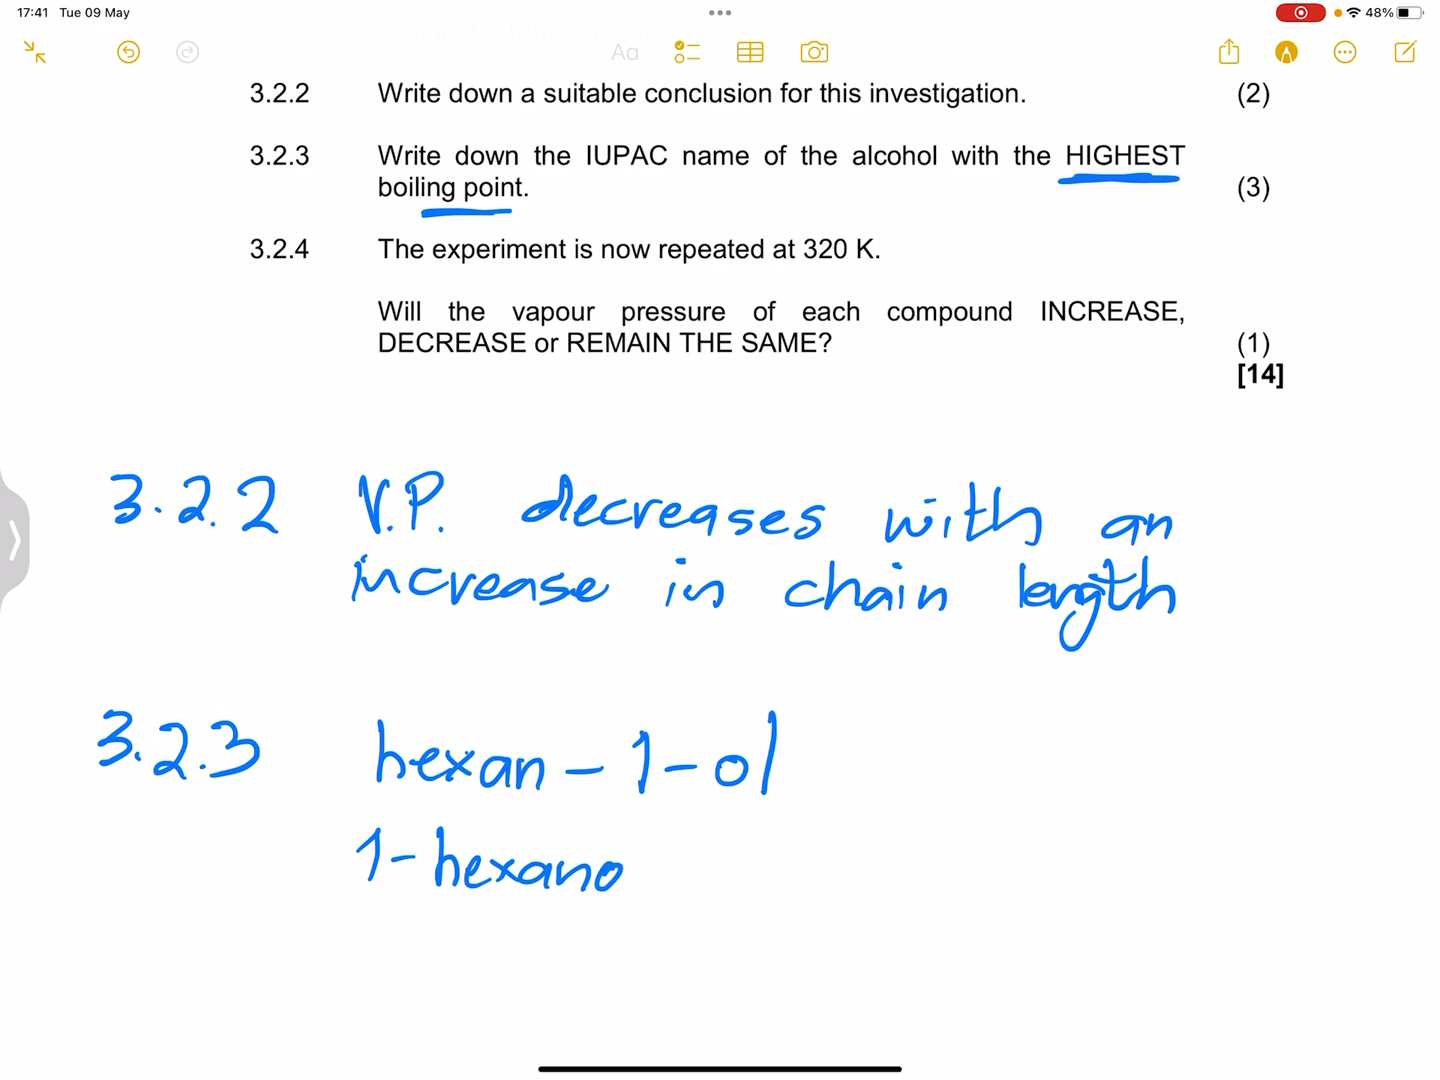 17:41 Tue 09 May
48%
Aa
3.2.2 Write down a suitable conclusion for this investigation. (2)
3.2.3 Write down the IUPAC name of the alcohol with the HIGHEST
boiling point. (3)
3.2.4 The experiment is now repeated at 320 K.
Will the vapour pressure of each compound INCREASE,
DECREASE or REMAIN THE SAME? (1)
[14]
3.2.2 V.P. decreases with an
increase in chain length
3.2.3 hexan-1-ol
1-hexano